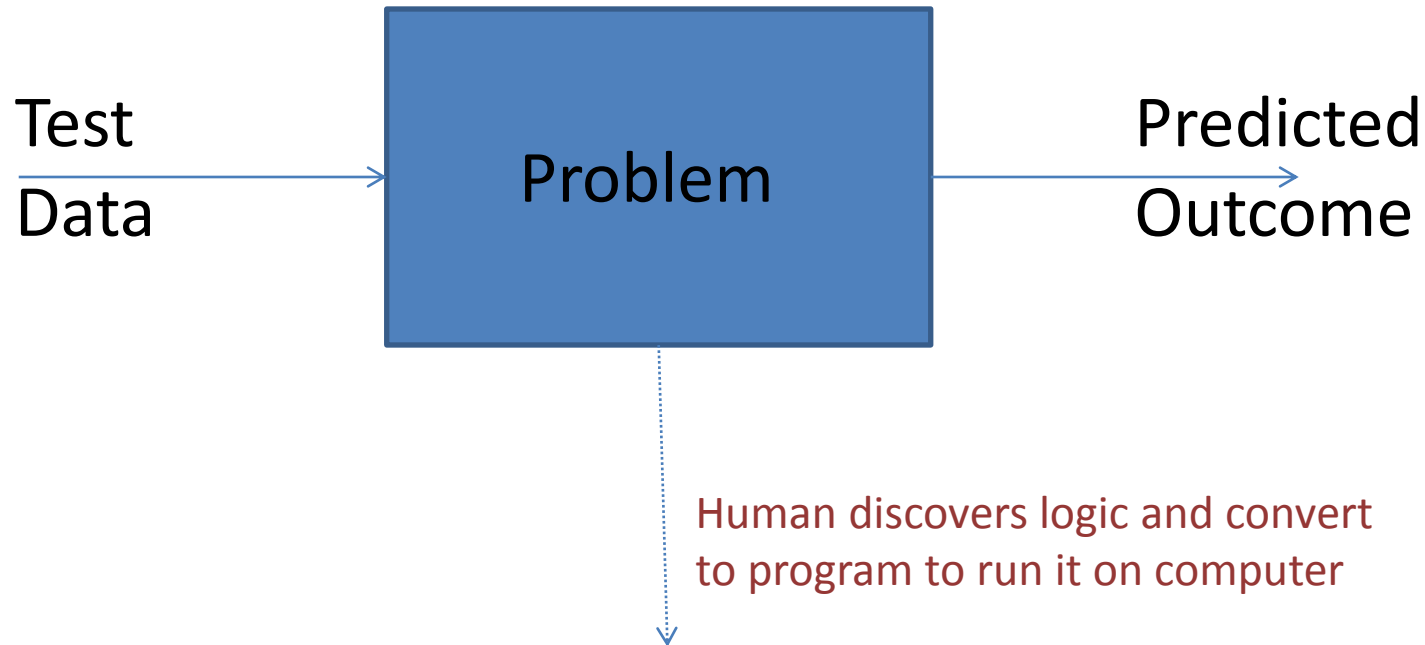 Test
Data
Problem
Predicted
Outcome
Human discovers logic and convert
to program to run it on computer